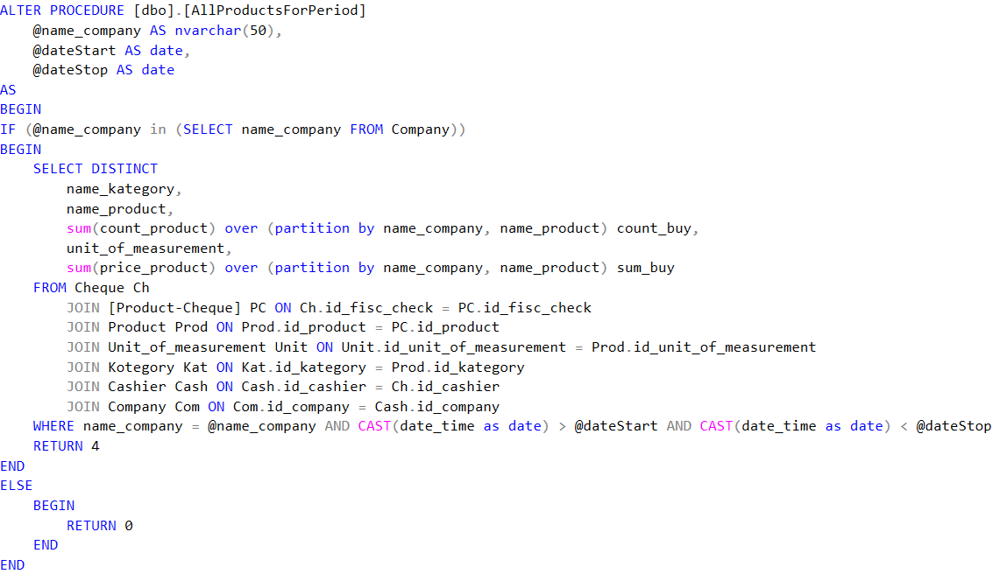 ALTER PROCEDURE [dbo].[AllProductsForPeriod]
    @name_company AS nvarchar(50),
    @dateStart AS date,
    @dateStop AS date
AS
BEGIN
IF (@name_company in (SELECT name_company FROM Company))
BEGIN
    SELECT DISTINCT
        name_kategory,
        name_product,
        sum(count_product) over (partition by name_company, name_product) count_buy,
        unit_of_measurement,
        sum(price_product) over (partition by name_company, name_product) sum_buy
    FROM Cheque Ch
        JOIN [Product-Cheque] PC ON Ch.id_fisc_check = PC.id_fisc_check
        JOIN Product Prod ON Prod.id_product = PC.id_product
        JOIN Unit_of_measurement Unit ON Unit.id_unit_of_measurement = Prod.id_unit_of_measurement
        JOIN Kotegory Kat ON Kat.id_kategory = Prod.id_kategory
        JOIN Cashier Cash ON Cash.id_cashier = Ch.id_cashier
        JOIN Company Com ON Com.id_company = Cash.id_company
    WHERE name_company = @name_company AND CAST(date_time as date) > @dateStart AND CAST(date_time as date) < @dateStop
    RETURN 4
END
ELSE
    BEGIN
        RETURN 0
    END
END